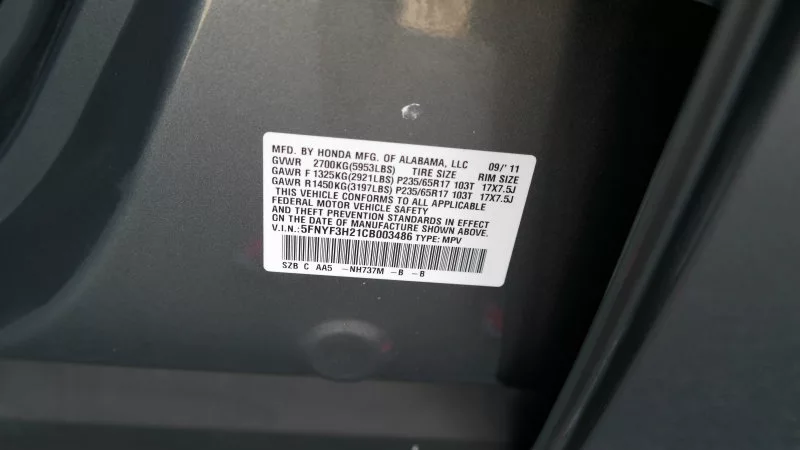 MFD. BY HONDA MFG. OF ALABAMA, LLC 09/'11
GVWR 2700KG(5953LBS) TIRE SIZE RIM SIZE
GAWR F 1325KG(2921LBS) P235/65R17 103T 17X7.5J
GAWR R1450KG(3197LBS) P235/65R17 103T 17X7.5J
THIS VEHICLE CONFORMS TO ALL APPLICABLE
FEDERAL MOTOR VEHICLE SAFETY
AND THEFT PREVENTION STANDARDS IN EFFECT
ON THE DATE OF MANUFACTURE SHOWN ABOVE.
V.I.N.:5FNYF3H21CB003486 TYPE: MPV
SZB C AA5 -NH737M -B -B